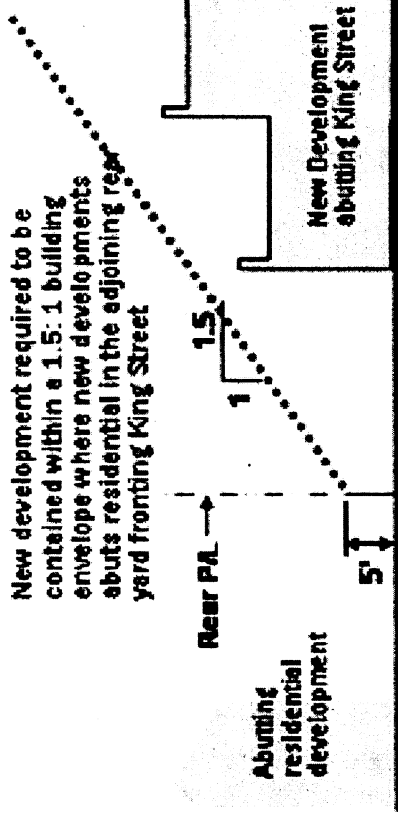 New development required to be
contained within a 1.5:1 building
envelope where new developments
abuts residential in the adjoining rear
yard fronting King Street
Rear P/L
1.5
1
5'
Abutting
residential
development
New Development
abutting King Street